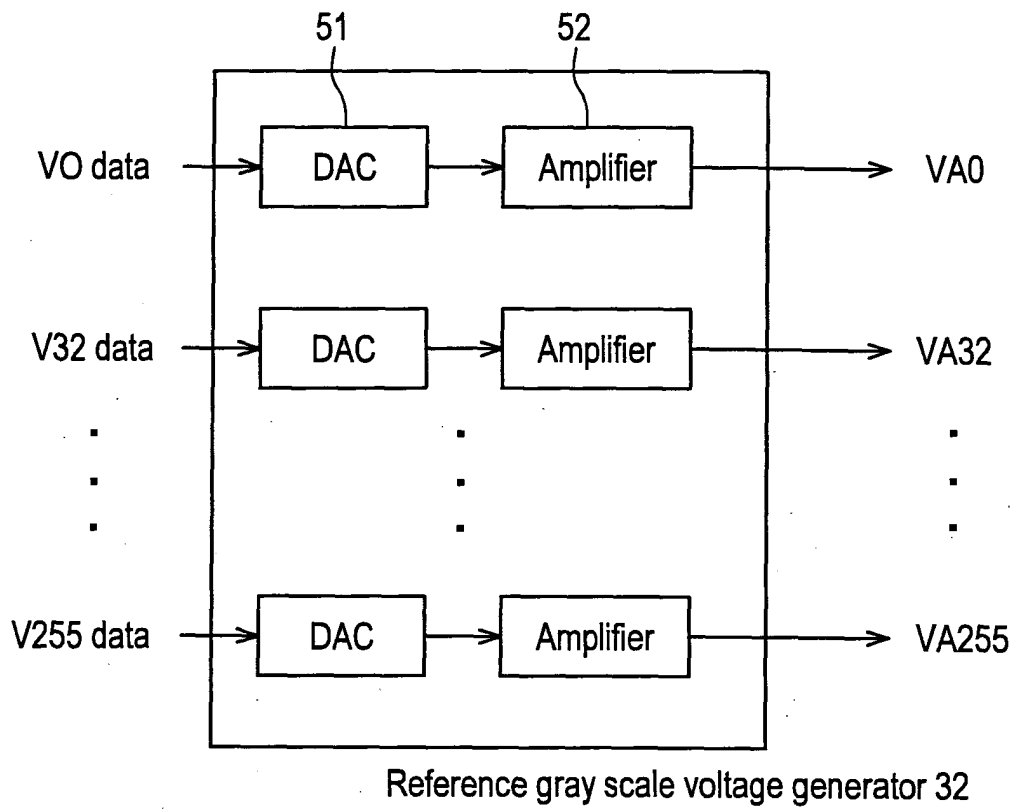 51 52
VO data DAC Amplifier VA0
V32 data DAC Amplifier VA32
V255 data DAC Amplifier VA255
Reference gray scale voltage generator 32